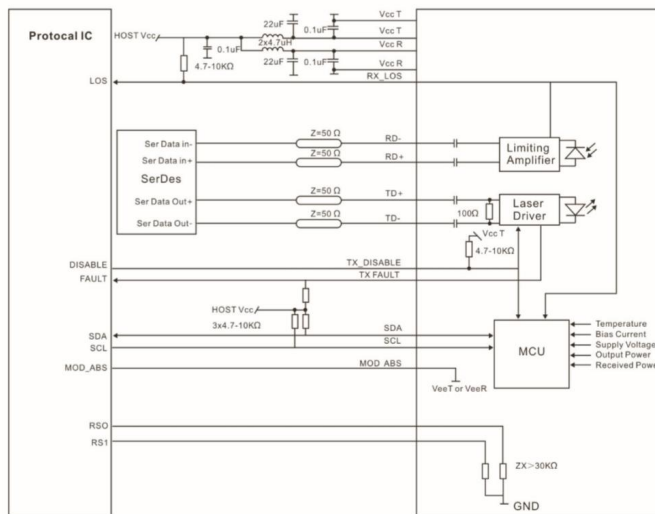 Protocal IC
HOST Vcc
0.1uF
4.7-10KΩ
22uF
0.1uF
2x4.7uH
22uF
0.1uF
Vcc T
Vcc T
Vcc R
Vcc R
LOS
RX_LOS
Ser Data in-
Z=50 Ω
RD-
Limiting
Amplifier
Ser Data in+
Z=50 Ω
RD+
SerDes
Ser Data Out+
Z=50 Ω
TD+
100Ω
Laser
Driver
Ser Data Out-
Z=50 Ω
TD-
Vcc T
4.7-10KΩ
DISABLE
TX_DISABLE
FAULT
TX FAULT
HOST Vcc
3x4.7-10KΩ
SDA
SDA
SCL
SCL
MCU
Temperature
Bias Current
Supply Voltage
Output Power
Received Power
MOD_ABS
MOD ABS
VeeT or VeeR
RSO
RS1
ZX>30KΩ
GND